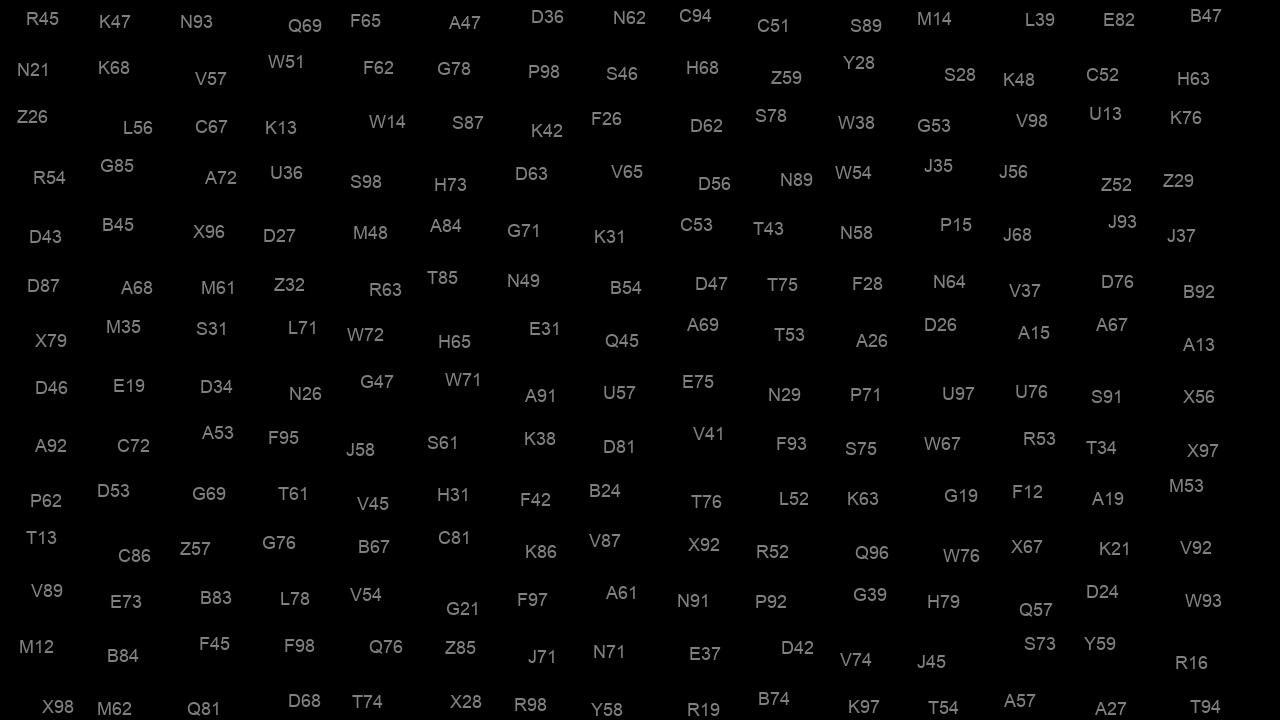 R45 K47 N93 Q69 F65 A47 D36 N62 C94 C51 S89 M14 L39 E82 B47
N21 K68 V57 W51 F62 G78 P98 S46 H68 Z59 Y28 S28 K48 C52 H63
Z26 L56 C67 K13 W14 S87 K42 F26 D62 S78 W38 G53 V98 U13 K76
R54 G85 A72 U36 S98 H73 D63 V65 D56 N89 W54 J35 J56 Z52 Z29
D43 B45 X96 D27 M48 A84 G71 K31 C53 T43 N58 P15 J68 J93 J37
D87 A68 M61 Z32 R63 T85 N49 B54 D47 T75 F28 N64 V37 D76 B92
X79 M35 S31 L71 W72 H65 E31 Q45 A69 T53 A26 D26 A15 A67 A13
D46 E19 D34 N26 G47 W71 A91 U57 E75 N29 P71 U97 U76 S91 X56
A92 C72 A53 F95 J58 S61 K38 D81 V41 F93 S75 W67 R53 T34 X97
P62 D53 G69 T61 V45 H31 F42 B24 T76 L52 K63 G19 F12 A19 M53
T13 C86 Z57 G76 B67 C81 K86 V87 X92 R52 Q96 W76 X67 K21 V92
V89 E73 B83 L78 V54 G21 F97 A61 N91 P92 G39 H79 Q57 D24 W93
M12 B84 F45 F98 Q76 Z85 J71 N71 E37 D42 V74 J45 S73 Y59 R16
X98 M62 Q81 D68 T74 X28 R98 Y58 R19 B74 K97 T54 A57 A27 T94